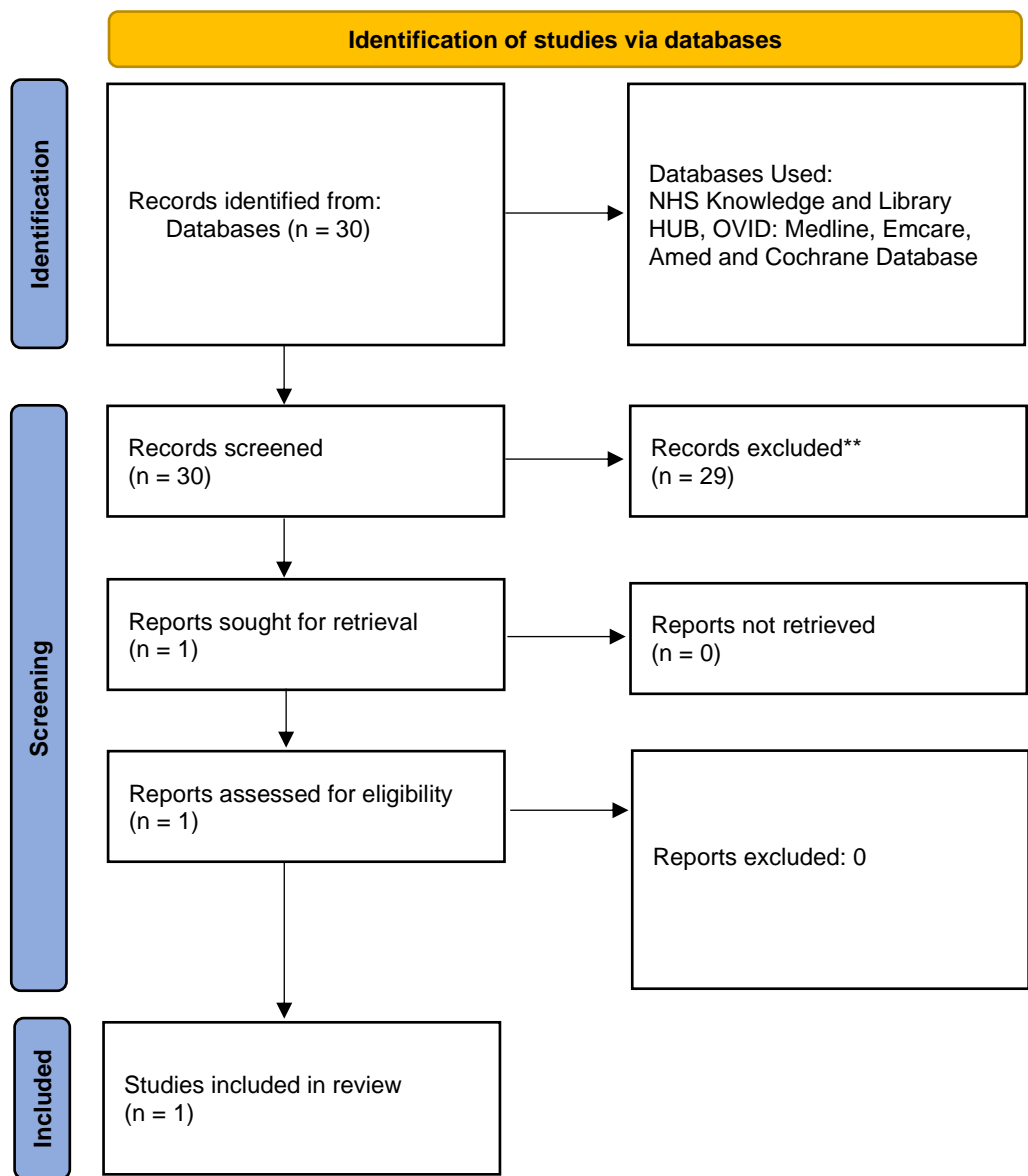 Identification of studies via databases
Identification
Records identified from:
Databases (n = 30)
Databases Used:
NHS Knowledge and Library
HUB, OVID: Medline, Emcare,
Amed and Cochrane Database
Screening
Records screened
(n = 30)
Records excluded**
(n = 29)
Reports sought for retrieval
(n = 1)
Reports not retrieved
(n = 0)
Reports assessed for eligibility
(n = 1)
Reports excluded: 0
Included
Studies included in review
(n = 1)